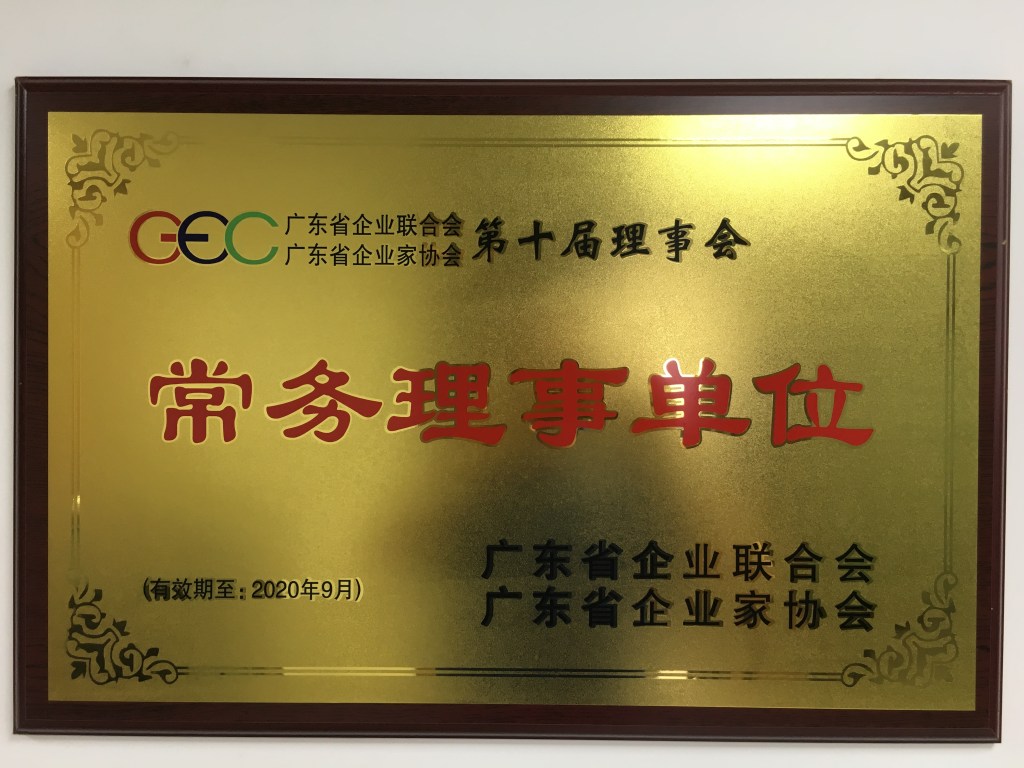 GEC 广东省企业联合会
广东省企业家协会
第十届理事会
常务理事单位
(有效期至:2020年9月)
广东省企业联合会
广东省企业家协会